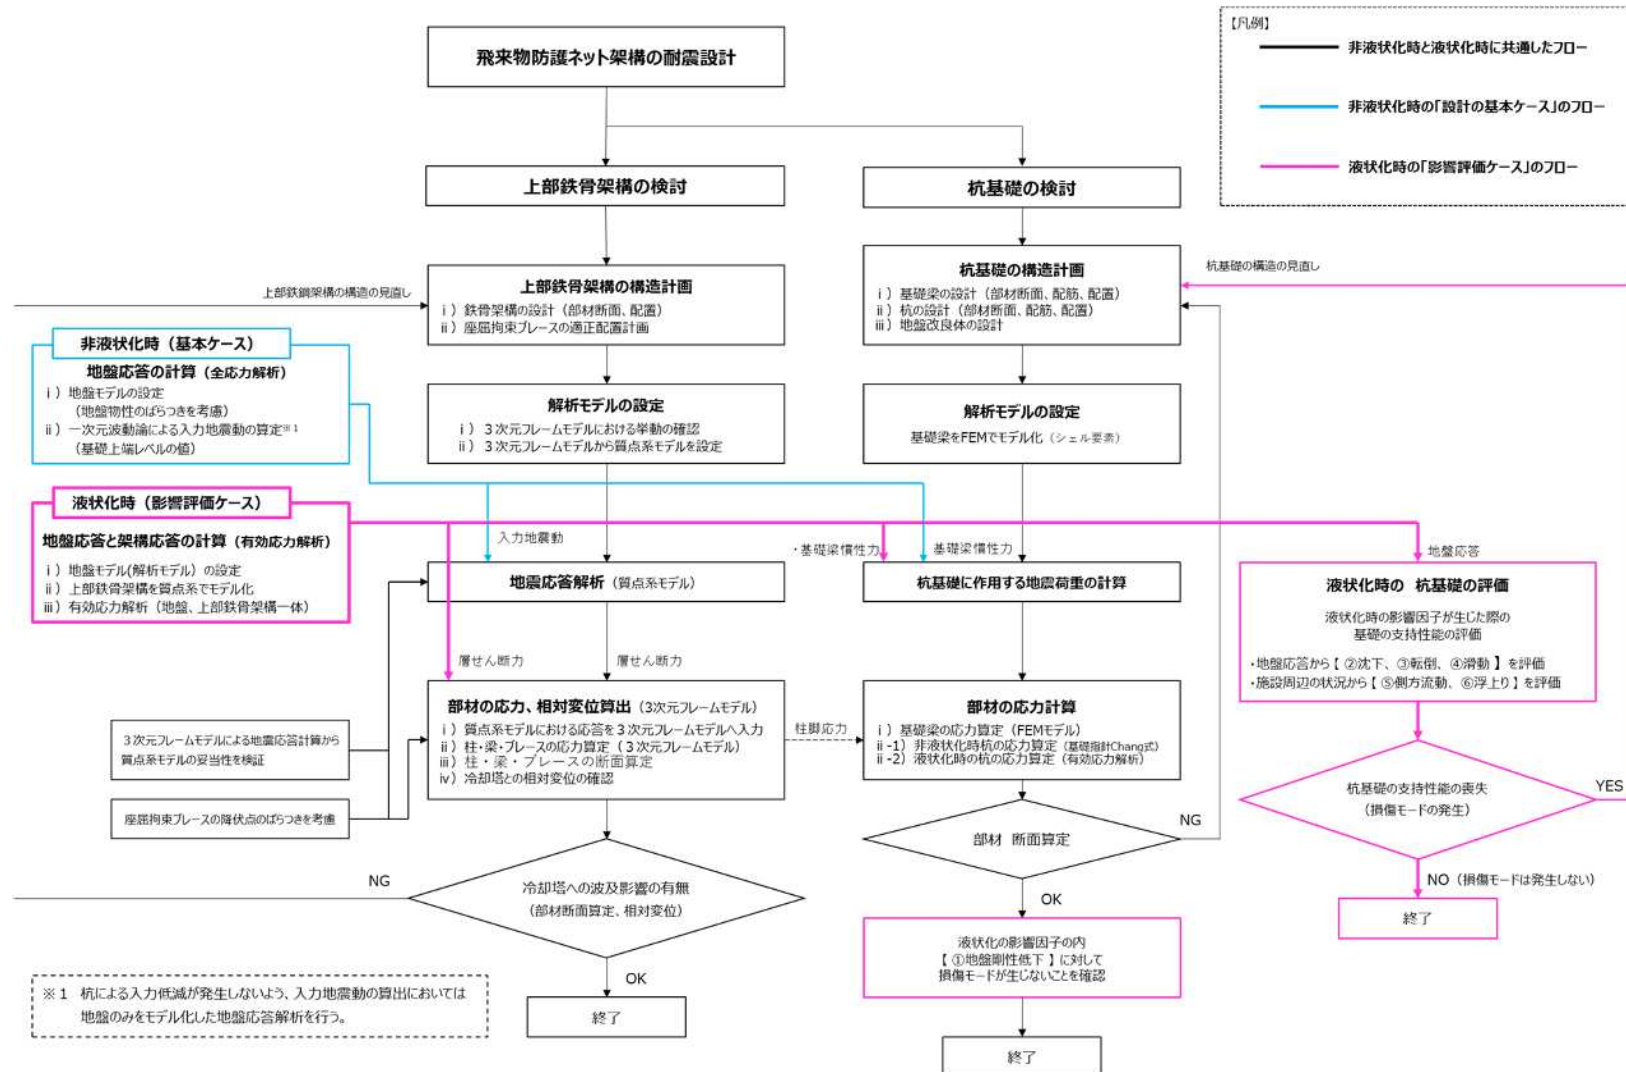 飛来物防護ネット架構の耐震設計
【凡例】
非液状化時と液状化時に共通したフロー
非液状化時の「設計の基本ケース」のフロー
液状化時の「影響評価ケース」のフロー
上部鉄骨架構の検討
杭基礎の検討
上部鉄鋼架構の構造の見直し
上部鉄骨架構の構造計画
ⅰ）鉄骨架構の設計（部材断面、配置）
ⅱ）座屈拘束ブレースの適正配置計画
杭基礎の構造計画
ⅰ）基礎梁の設計（部材断面、配筋、配置）
ⅱ）杭の設計（部材断面、配筋、配置）
ⅲ）地盤改良体の設計
杭基礎の構造の見直し
非液状化時（基本ケース）
地盤応答の計算（全応力解析）
ⅰ）地盤モデルの設定
（地盤物性のばらつきを考慮）
ⅱ）一次元波動論による入力地震動の算定※1
（基礎上端レベルの値）
解析モデルの設定
ⅰ）３次元フレームモデルにおける挙動の確認
ⅱ）３次元フレームモデルから質点系モデルを設定
解析モデルの設定
基礎梁をFEMでモデル化（シェル要素）
液状化時（影響評価ケース）
地盤応答と架構応答の計算（有効応力解析）
ⅰ）地盤モデル(解析モデル）の設定
ⅱ）上部鉄骨架構を質点系でモデル化
ⅲ）有効応力解析（地盤、上部鉄骨架構一体）
入力地震動
・基礎梁慣性力
基礎梁慣性力
地盤応答
地震応答解析（質点系モデル）
杭基礎に作用する地震荷重の計算
液状化時の 杭基礎の評価
液状化時の影響因子が生じた際の
基礎の支持性能の評価
・地盤応答から【 ②沈下、③転倒、④滑動 】を評価
・施設周辺の状況から【 ⑤側方流動、⑥浮上り】を評価
層せん断力
層せん断力
部材の応力、相対変位算出（3次元フレームモデル）
ⅰ）質点系モデルにおける応答を３次元フレームモデルへ入力
ⅱ）柱・梁・ブレースの応力算定（３次元フレームモデル）
ⅲ）柱・梁・ブレースの断面算定
ⅳ）冷却塔との相対変位の確認
柱脚応力
部材の応力計算
ⅰ）基礎梁の応力算定（FEMモデル）
ⅱ-1）非液状化時杭の応力算定（基礎指針Chang式）
ⅱ-2）液状化時の杭の応力算定（有効応力解析）
３次元フレームモデルによる地震応答計算から
質点系モデルの妥当性を検証
座屈拘束ブレースの降伏点のばらつきを考慮
杭基礎の支持性能の喪失
（損傷モードの発生）
YES
NG
部材 断面算定
NG
冷却塔への波及影響の有無
（部材断面算定、相対変位）
OK
NO（損傷モードは発生しない）
終了
液状化の影響因子の内
【 ①地盤剛性低下 】に対して
損傷モードが生じないことを確認
OK
終了
終了
※１ 杭による入力低減が発生しないよう、入力地震動の算出においては
地盤のみをモデル化した地盤応答解析を行う。